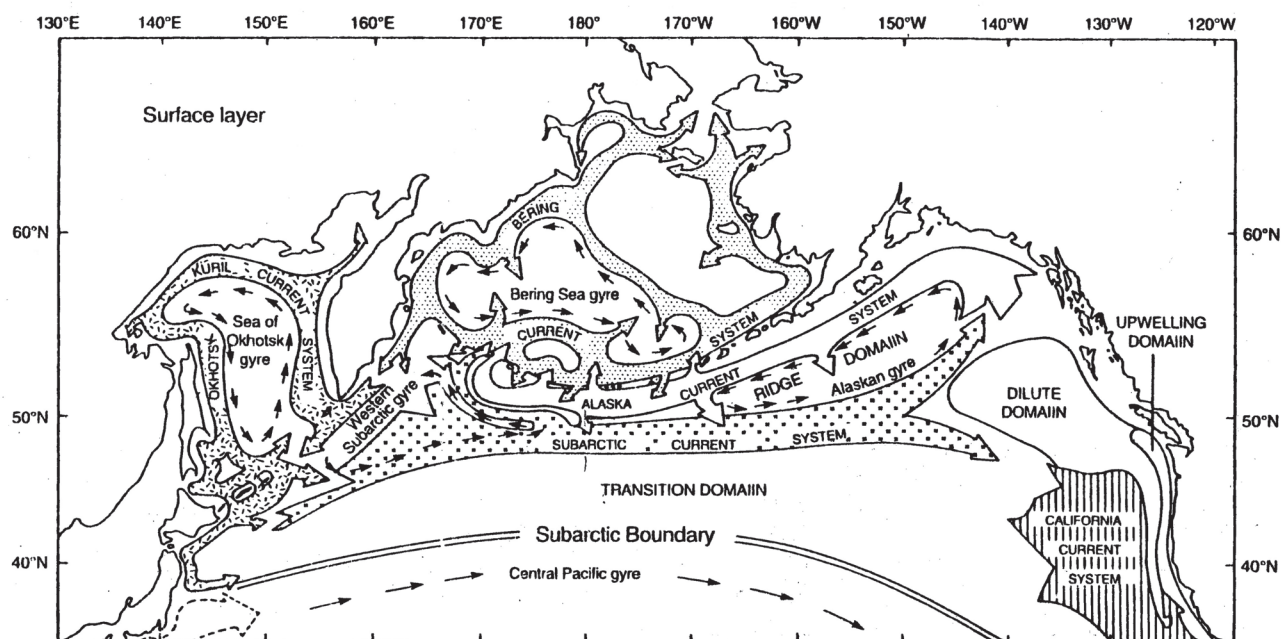 130°E 140°E 150°E 160°E 170°E 180° 170°W 160°W 150°W 140°W 130°W 120°W
Surface layer
60°N 60°N
BERING
KURIL CURRENT SYSTEM
Bering Sea gyre
CURRENT
SYSTEM
Sea of
Okhotsk
gyre
OKHOTSK
SYSTEM
UPWELLING
DOMAIIN
DOMAIIN
RIDGE
Alaskan gyre
CURRENT
ALASKA
Western
Subarctic gyre
DILUTE
DOMAIIN
50°N 50°N
SUBARCTIC CURRENT SYSTEM
TRANSITION DOMAIIN
Subarctic Boundary
CALIFORNIA
CURRENT
SYSTEM
40°N 40°N
Central Pacific gyre